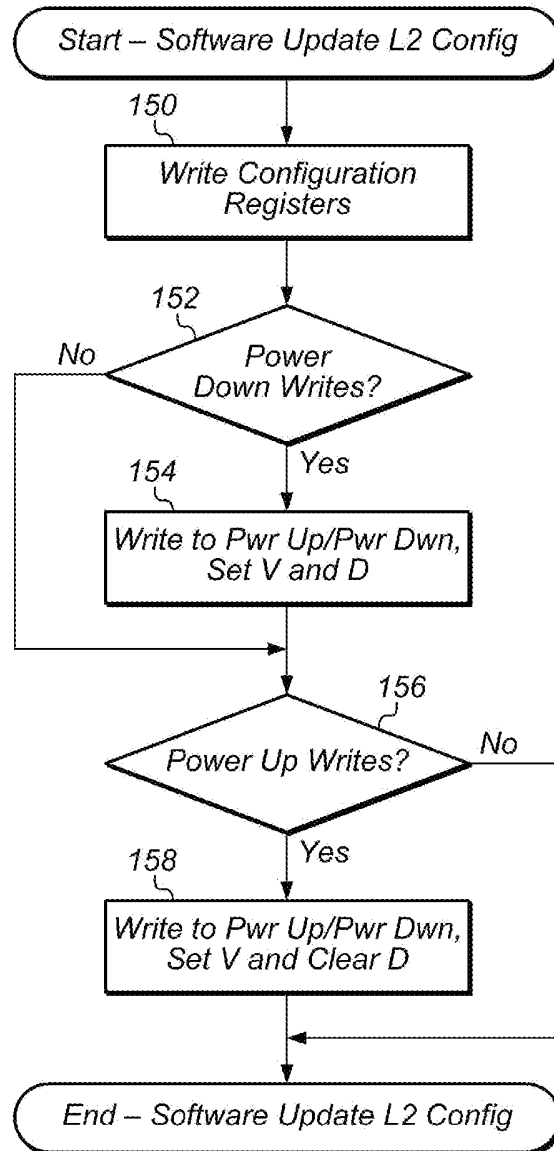 Start – Software Update L2 Config
150
Write Configuration
Registers
152
No
Power
Down Writes?
Yes
154
Write to Pwr Up/Pwr Dwn,
Set V and D
156
Power Up Writes?
No
Yes
158
Write to Pwr Up/Pwr Dwn,
Set V and Clear D
End – Software Update L2 Config